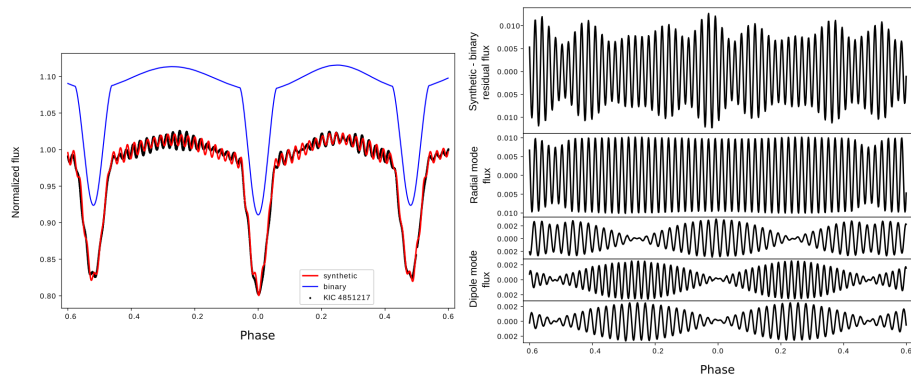 Normalized flux
1.10
1.05
1.00
0.95
0.90
0.85
0.80
synthetic
binary
KIC 4851217
0.6 0.4 0.2 0.0 0.2 0.4 0.6
Phase
Synthetic - binary
residual flux
0.010
0.005
0.000
0.005
0.010
Radial mode
flux
0.010
0.005
0.000
0.005
0.010
Dipole mode
flux
0.002
0.000
0.002
0.002
0.000
0.002
0.002
0.000
0.002
0.6 0.4 0.2 0.0 0.2 0.4 0.6
Phase